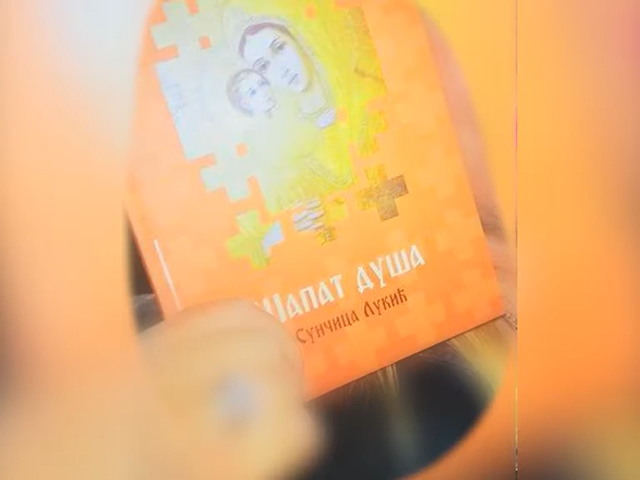 Шапат душа
Сунчица Лукић